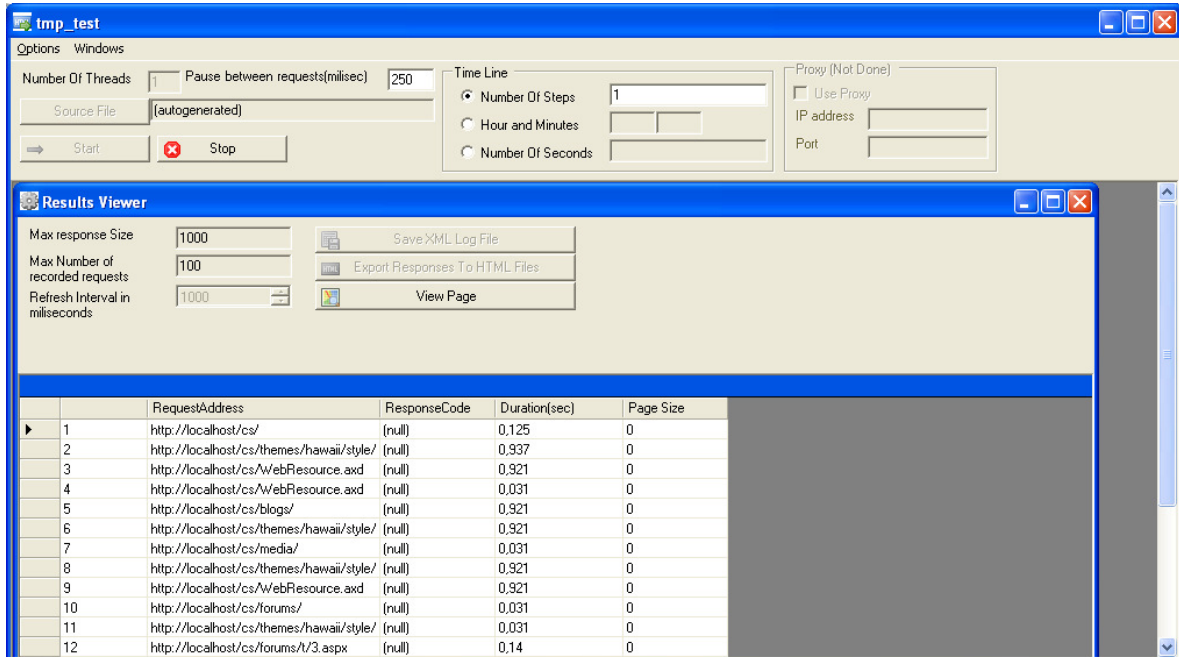 tmp_test
Options Windows
Number Of Threads 1 Pause between requests(milisec) 250
Source File (autogenerated)
Start Stop
Time Line
Number Of Steps 1
Hour and Minutes
Number Of Seconds
Proxy (Not Done)
Use Proxy
IP address
Port
Results Viewer
Max response Size 1000
Max Number of
recorded requests 100
Refresh Interval in
miliseconds 1000
Save XML Log File
HTML Export Responses To HTML Files
View Page
RequestAddress ResponseCode Duration(sec) Page Size
1 http://localhost/cs/ (null) 0,125 0
2 http://localhost/cs/themes/hawaii/style/ (null) 0,937 0
3 http://localhost/cs/WebResource.axd (null) 0,921 0
4 http://localhost/cs/WebResource.axd (null) 0,031 0
5 http://localhost/cs/blogs/ (null) 0,921 0
6 http://localhost/cs/themes/hawaii/style/ (null) 0,921 0
7 http://localhost/cs/media/ (null) 0,031 0
8 http://localhost/cs/themes/hawaii/style/ (null) 0,921 0
9 http://localhost/cs/WebResource.axd (null) 0,921 0
10 http://localhost/cs/forums/ (null) 0,031 0
11 http://localhost/cs/themes/hawaii/style/ (null) 0,031 0
12 http://localhost/cs/forums/t/3.aspx (null) 0,14 0